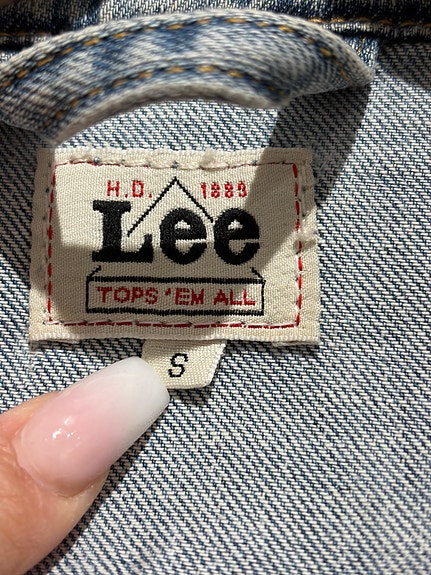 H.D. 1889
Lee
TOPS 'EM ALL
S